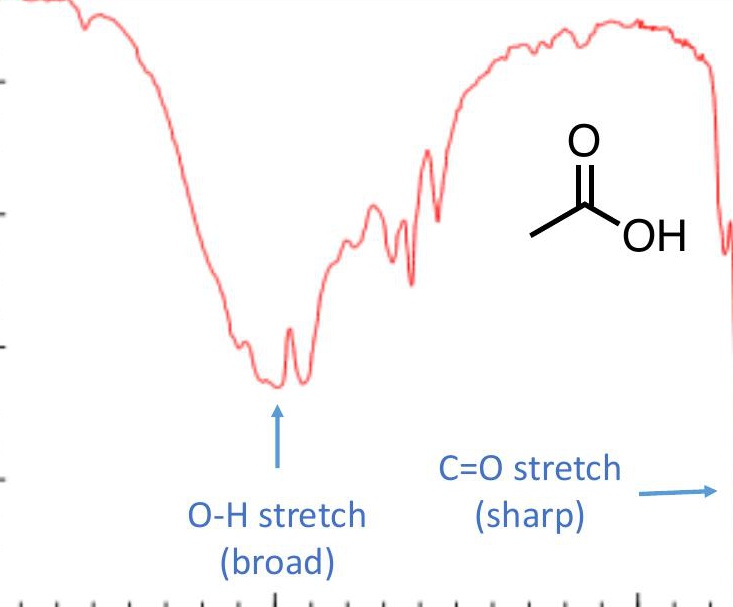 O
OH
C=O stretch
(sharp)
O-H stretch
(broad)